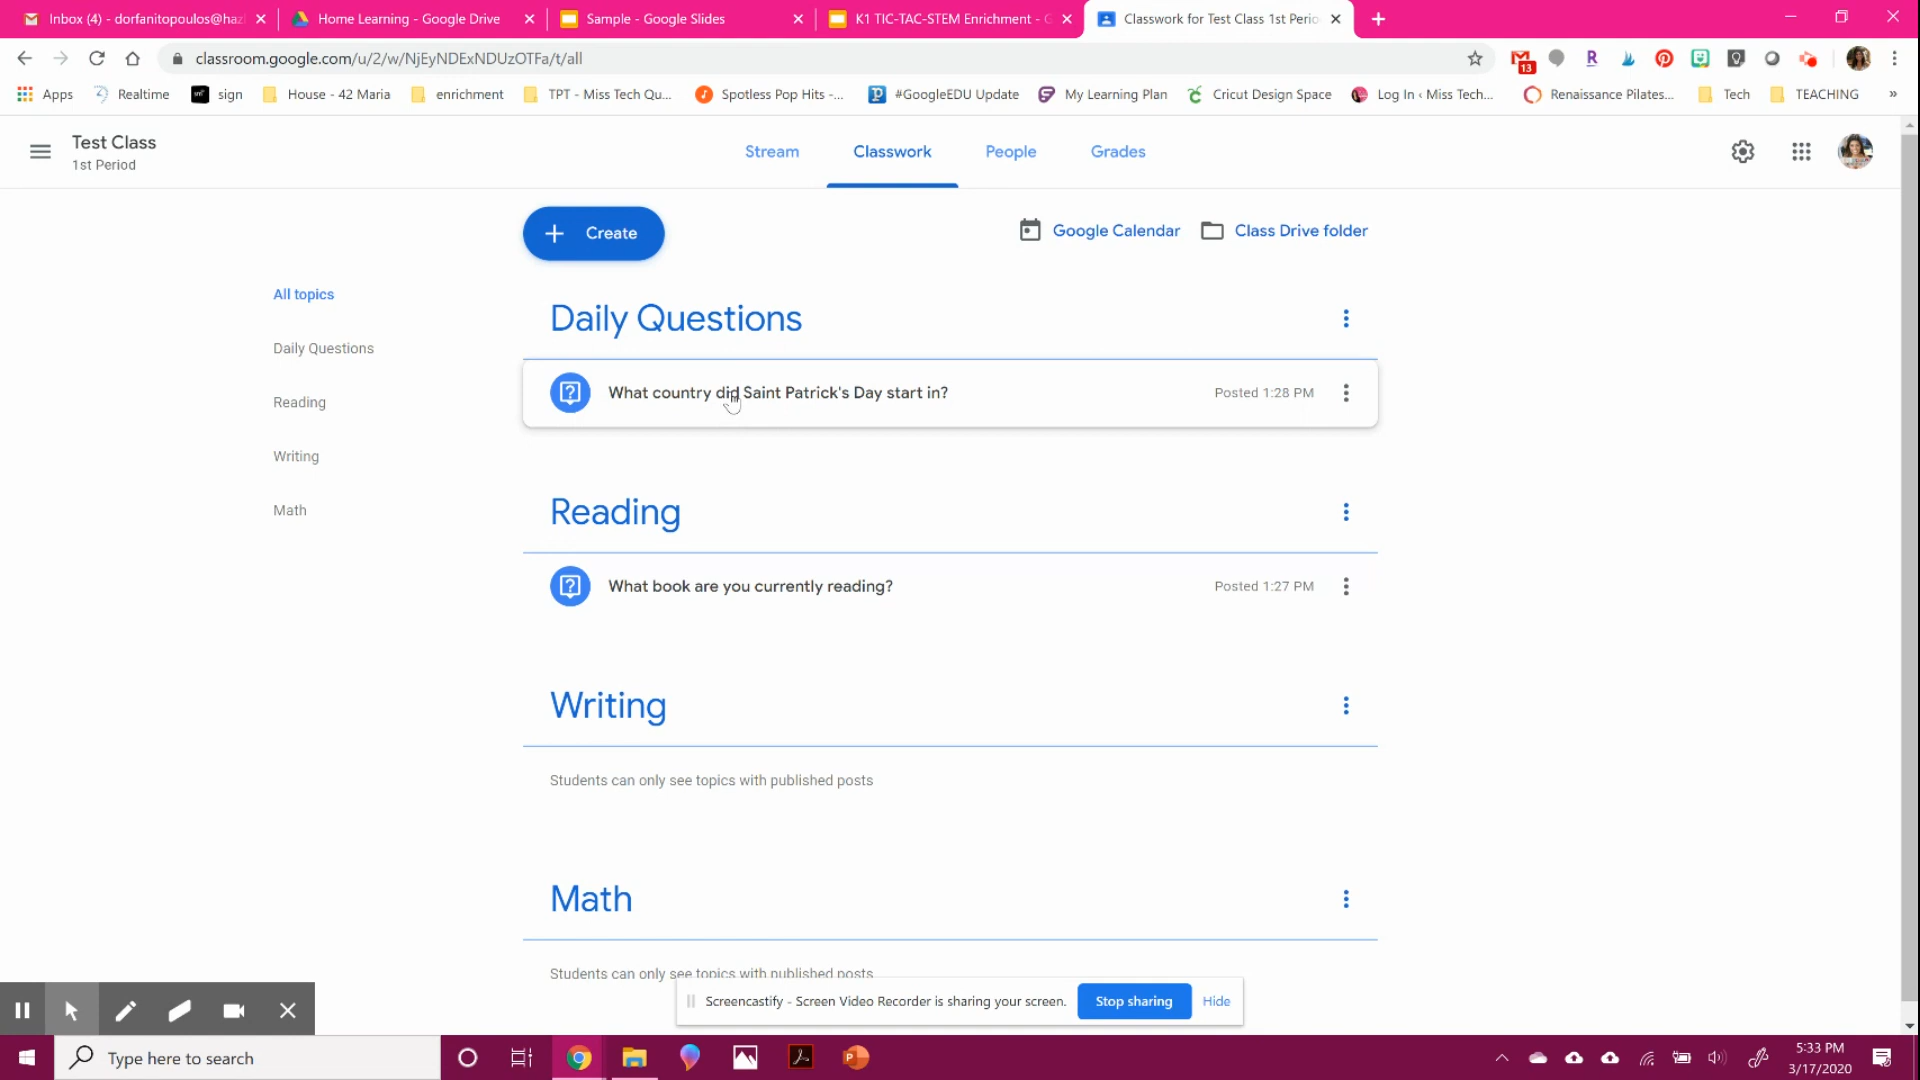 Inbox (4) - dorfanitopoulos@haz
Home Learning - Google Drive
Sample - Google Slides
K1 TIC-TAC-STEM Enrichment - G
Classwork for Test Class 1st Perio
classroom.google.com/u/2/w/NjEyNDExNDUzOTFa/t/all
13
Apps
Realtime
sign
House - 42 Maria
enrichment
TPT - Miss Tech Qu...
Spotless Pop Hits -...
#GoogleEDU Update
My Learning Plan
Cricut Design Space
Log In ‹ Miss Tech...
Renaissance Pilates...
Tech
TEACHING
»
Test Class
1st Period
Stream
Classwork
People
Grades
+ Create
Google Calendar
Class Drive folder
All topics
Daily Questions
Reading
Writing
Math
Daily Questions
What country did Saint Patrick's Day start in?
Posted 1:28 PM
Reading
What book are you currently reading?
Posted 1:27 PM
Writing
Students can only see topics with published posts
Math
Students can only see topics with published posts
Screencastify - Screen Video Recorder is sharing your screen.
Stop sharing
Hide
Type here to search
5:33 PM
3/17/2020